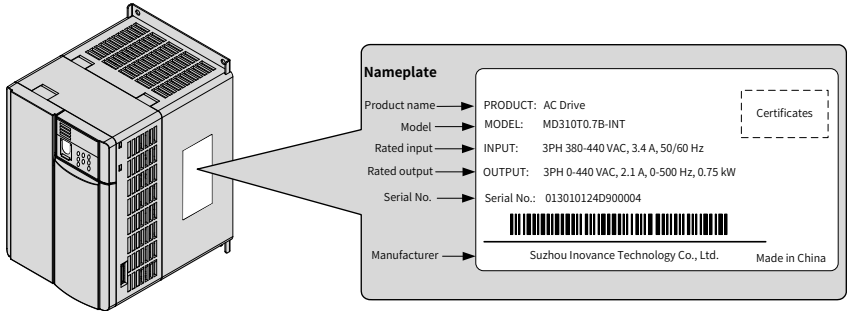 Nameplate
Product name PRODUCT: AC Drive
Certificates
Model MODEL: MD310T0.7B-INT
Rated input INPUT: 3PH 380-440 VAC, 3.4 A, 50/60 Hz
Rated output OUTPUT: 3PH 0-440 VAC, 2.1 A, 0-500 Hz, 0.75 kW
Serial No. Serial No.: 013010124D900004
Manufacturer Suzhou Inovance Technology Co., Ltd. Made in China